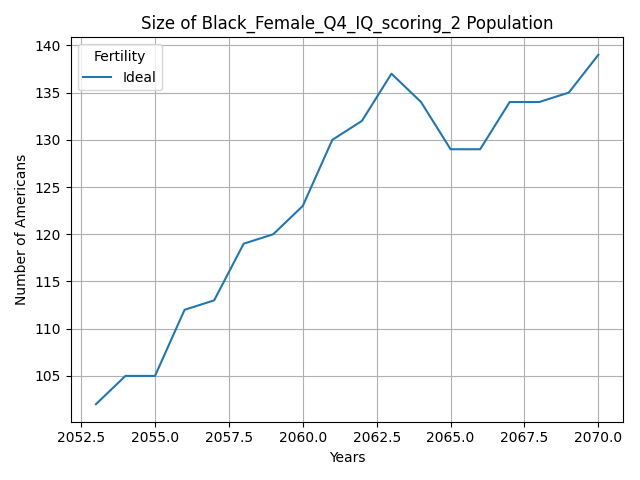 Size of Black_Female_Q4_IQ_scoring_2 Population
Fertility
Ideal
Number of Americans
140
135
130
125
120
115
110
105
2052.5 2055.0 2057.5 2060.0 2062.5 2065.0 2067.5 2070.0
Years